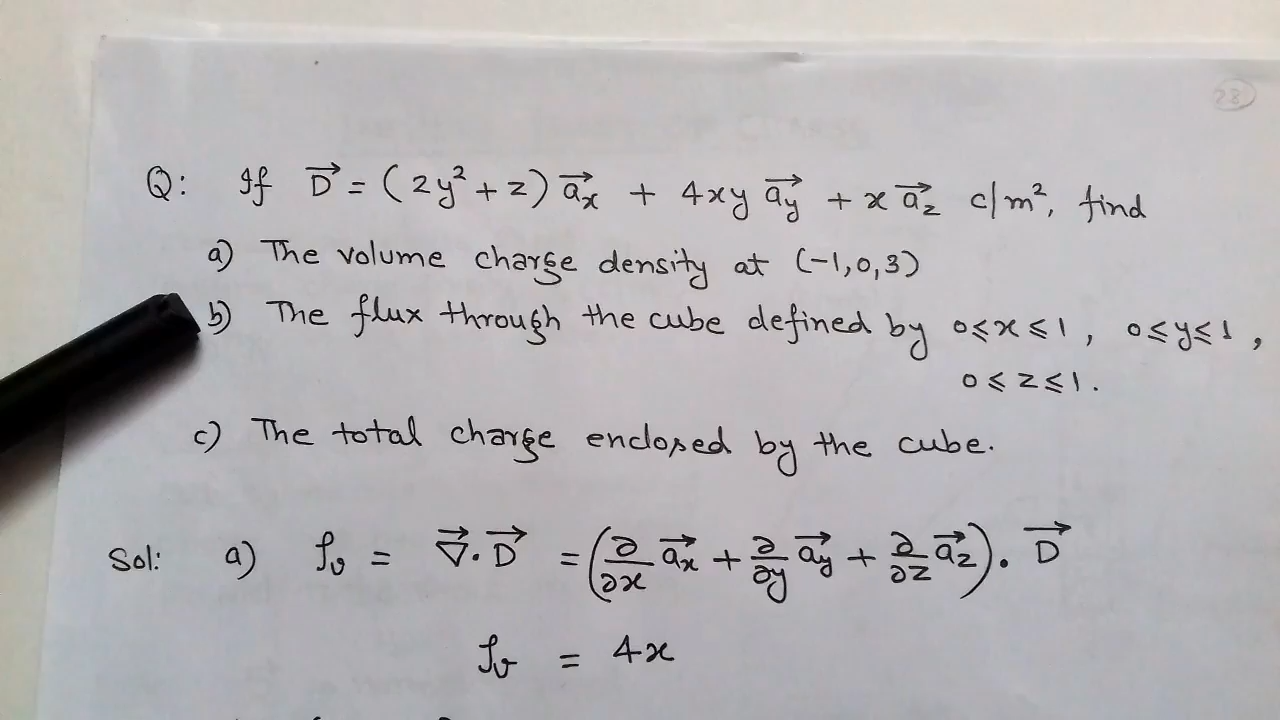 28
Q: If D⃗ = (2y² + z) a⃗x + 4xy a⃗y + x a⃗z c/m², find
a) The volume charge density at (-1,0,3)
b) The flux through the cube defined by 0≤x≤1, 0≤y≤1,
0≤z≤1.
c) The total charge enclosed by the cube.
Sol: a) ρv = ∇⃗.D⃗ = (∂/∂x a⃗x + ∂/∂y a⃗y + ∂/∂z a⃗z). D⃗
ρv = 4x